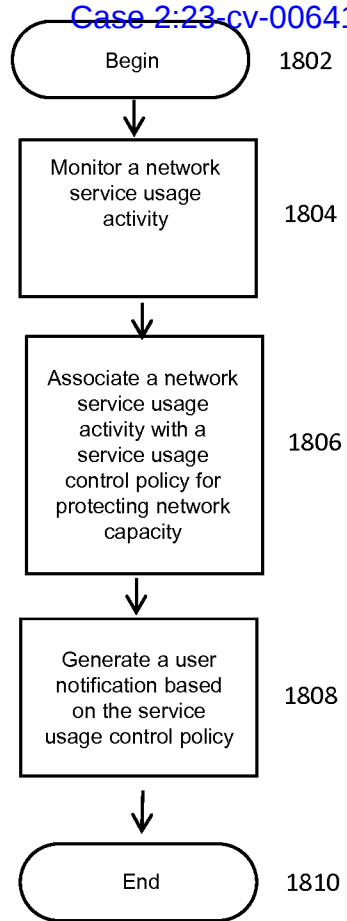 Case 2:23-cv-00641
Begin
1802
Monitor a network
service usage
activity
1804
Associate a network
service usage
activity with a
service usage
control policy for
protecting network
capacity
1806
Generate a user
notification based
on the service
usage control policy
1808
End
1810